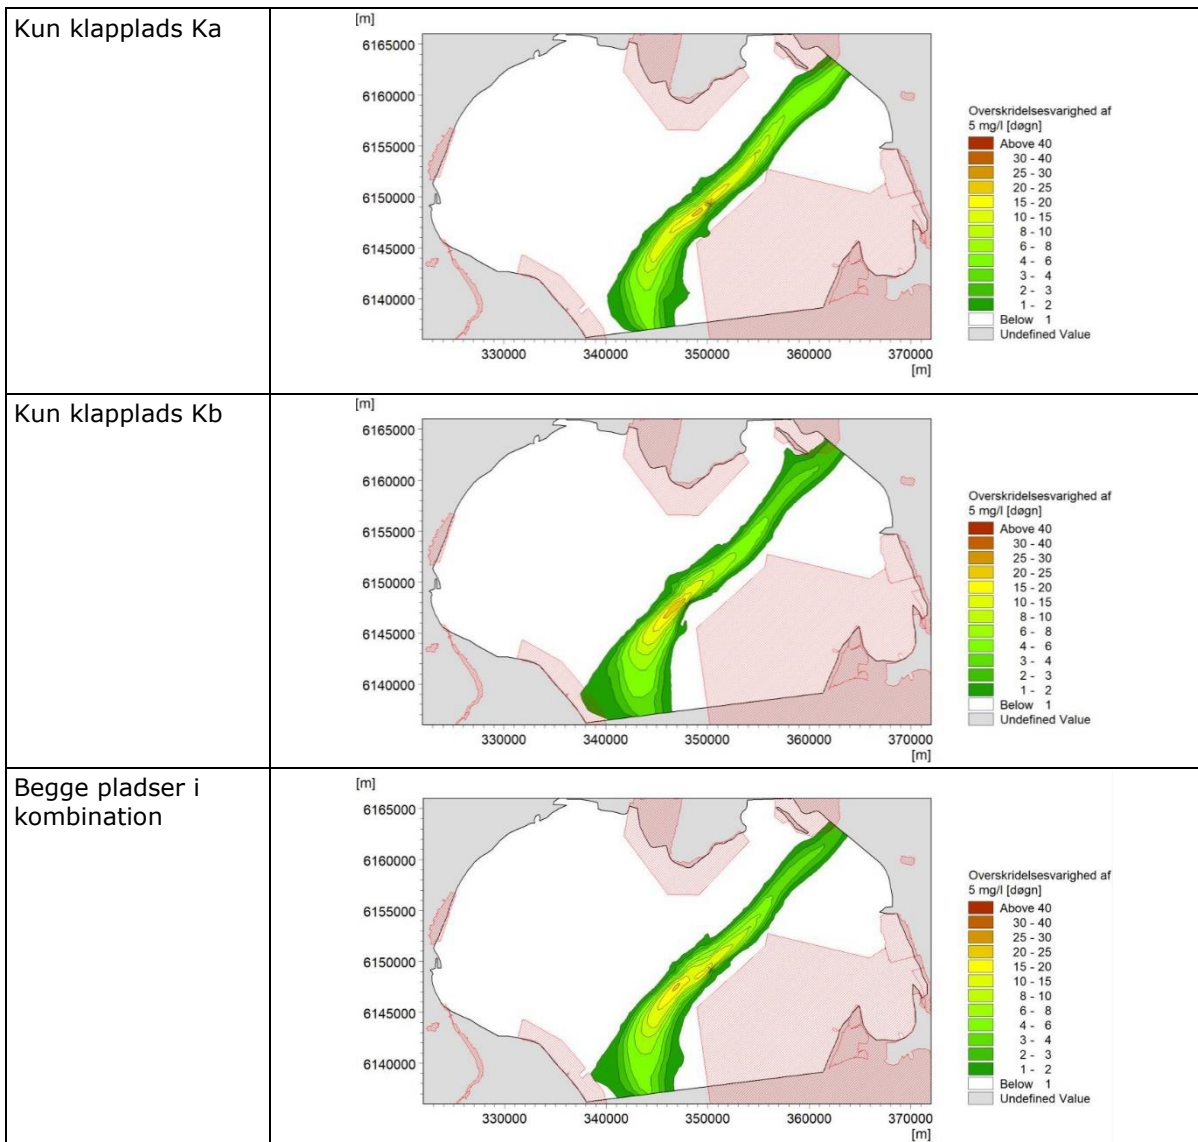 Kun klapplads Ka
[m]
6165000
6160000
6155000
6150000
6145000
6140000
330000 340000 350000 360000 370000
[m]
Overskridelsesvarighed af
5 mg/l [døgn]
Above 40
30 - 40
25 - 30
20 - 25
15 - 20
10 - 15
8 - 10
6 - 8
4 - 6
3 - 4
2 - 3
1 - 2
Below 1
Undefined Value
Kun klapplads Kb
[m]
6165000
6160000
6155000
6150000
6145000
6140000
330000 340000 350000 360000 370000
[m]
Overskridelsesvarighed af
5 mg/l [døgn]
Above 40
30 - 40
25 - 30
20 - 25
15 - 20
10 - 15
8 - 10
6 - 8
4 - 6
3 - 4
2 - 3
1 - 2
Below 1
Undefined Value
Begge pladser i
kombination
[m]
6165000
6160000
6155000
6150000
6145000
6140000
330000 340000 350000 360000 370000
[m]
Overskridelsesvarighed af
5 mg/l [døgn]
Above 40
30 - 40
25 - 30
20 - 25
15 - 20
10 - 15
8 - 10
6 - 8
4 - 6
3 - 4
2 - 3
1 - 2
Below 1
Undefined Value